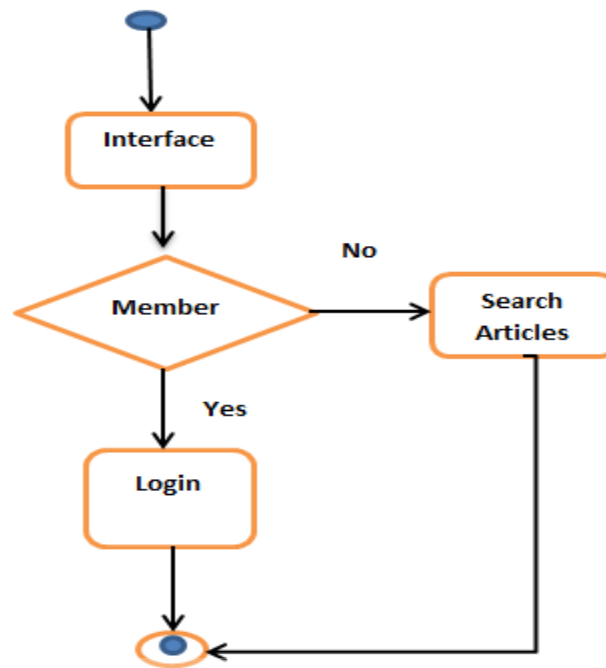 Interface
No
Member
Search
Articles
Yes
Login